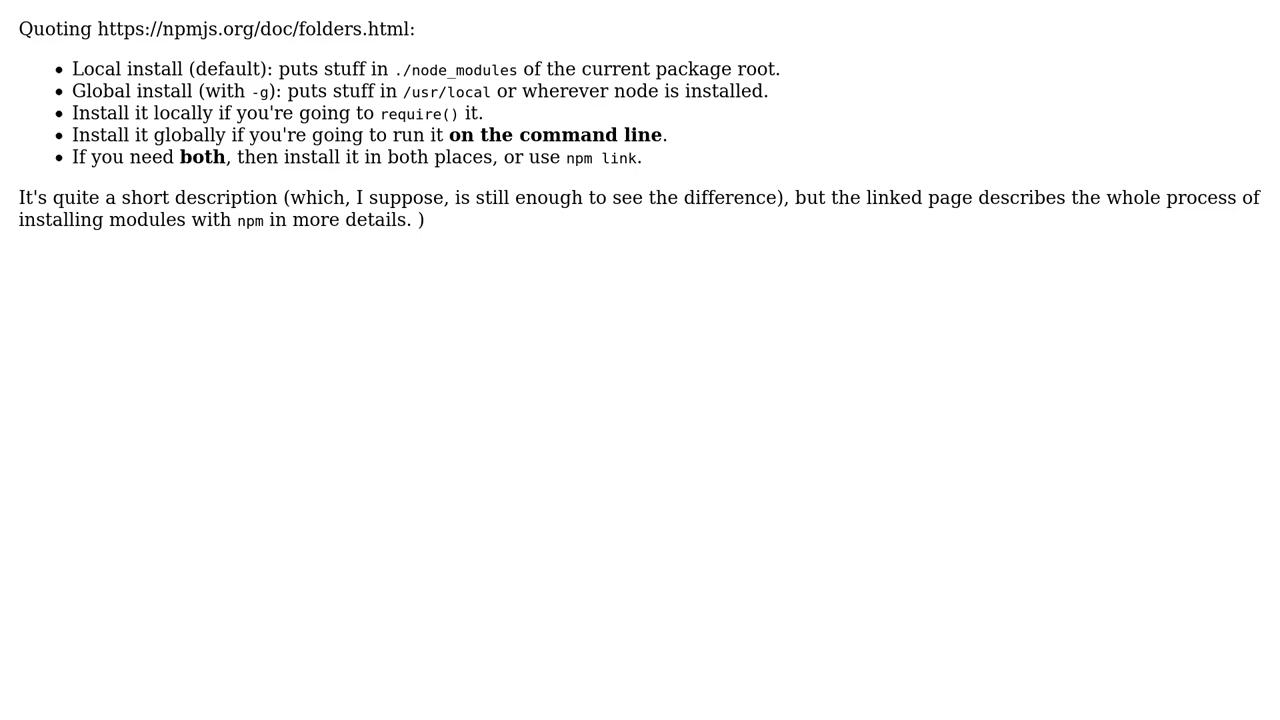 Quoting https://npmjs.org/doc/folders.html:
• Local install (default): puts stuff in ./node_modules of the current package root.
• Global install (with -g): puts stuff in /usr/local or wherever node is installed.
• Install it locally if you're going to require() it.
• Install it globally if you're going to run it on the command line.
• If you need both, then install it in both places, or use npm link.
It's quite a short description (which, I suppose, is still enough to see the difference), but the linked page describes the whole process of
installing modules with npm in more details. )